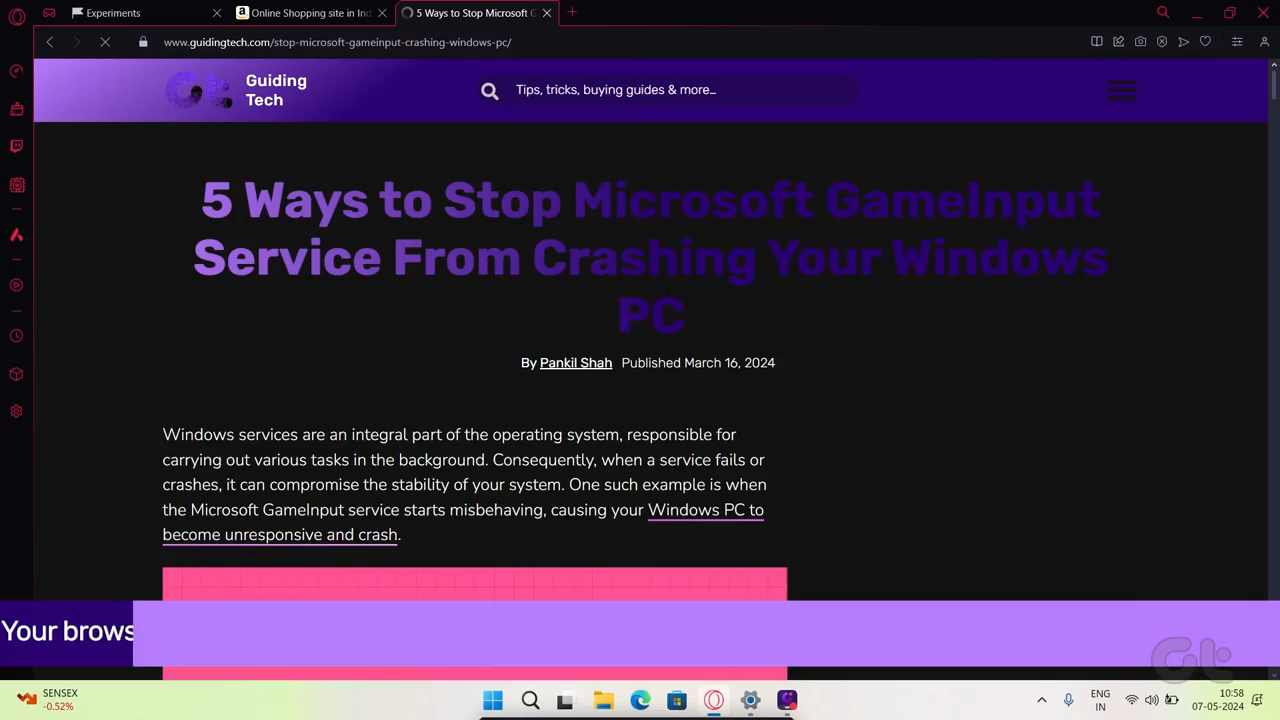 Experiments
Online Shopping site in Ind
5 Ways to Stop Microsoft G
www.guidingtech.com/stop-microsoft-gameinput-crashing-windows-pc/
Guiding
Tech
Tips, tricks, buying guides & more...
5 Ways to Stop Microsoft GameInput
Service From Crashing Your Windows
PC
By Pankil Shah Published March 16, 2024
Windows services are an integral part of the operating system, responsible for
carrying out various tasks in the background. Consequently, when a service fails or
crashes, it can compromise the stability of your system. One such example is when
the Microsoft GameInput service starts misbehaving, causing your Windows PC to
become unresponsive and crash.
Your brows
Gt
SENSEX
-0.52%
ENG
IN
10:58
07-05-2024